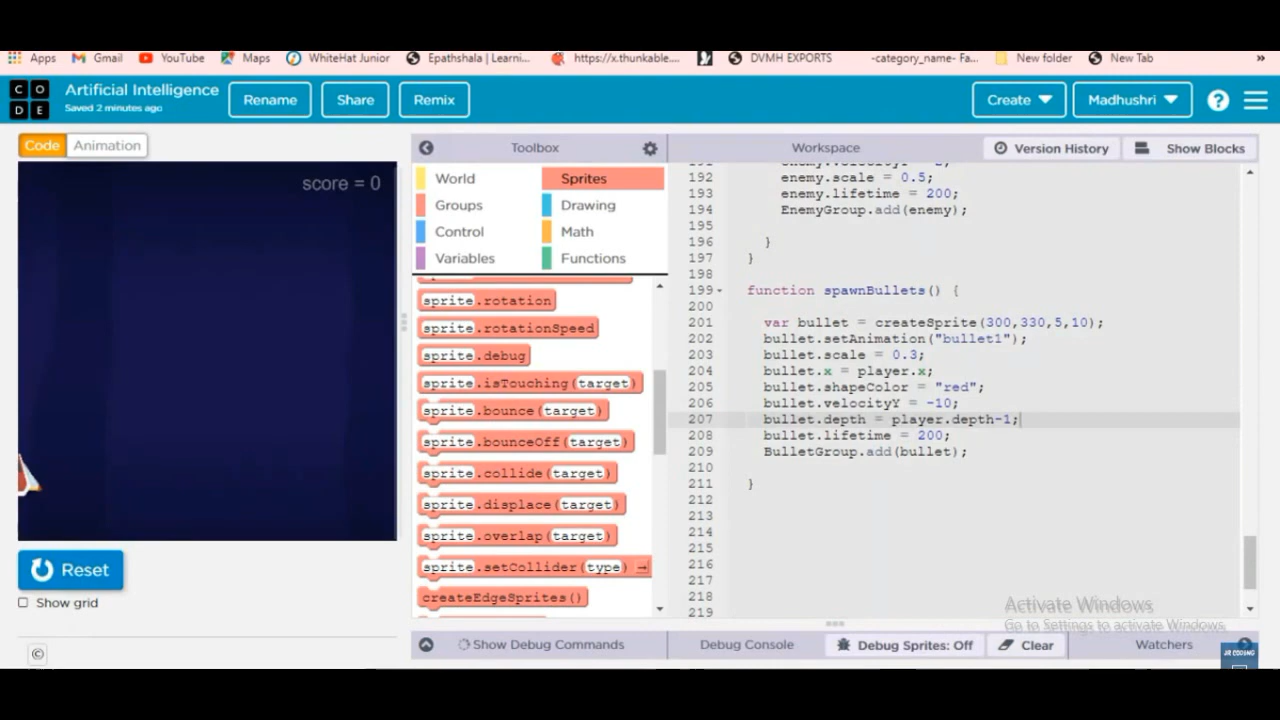 Apps Gmail YouTube Maps WhiteHat Junior Epathshala | Learni... https://x.thunkable.... DVMH EXPORTS -category_name- Fa... New folder New Tab »
CODE
Artificial Intelligence
Saved 2 minutes ago
Rename Share Remix Create Madhushri ?
Code Animation
Toolbox
Workspace Version History Show Blocks
score = 0
World Sprites
Groups Drawing
Control Math
Variables Functions
sprite.rotation
sprite.rotationSpeed
sprite.debug
sprite.isTouching(target)
sprite.bounce(target)
sprite.bounceOff(target)
sprite.collide(target)
sprite.displace(target)
sprite.overlap(target)
sprite.setCollider(type) →
createEdgeSprites()
192 enemy.scale = 0.5;
193 enemy.lifetime = 200;
194 EnemyGroup.add(enemy);
195
196 }
197 }
198
199 function spawnBullets() {
200
201 var bullet = createSprite(300,330,5,10);
202 bullet.setAnimation("bullet1");
203 bullet.scale = 0.3;
204 bullet.x = player.x;
205 bullet.shapeColor = "red";
206 bullet.velocityY = -10;
207 bullet.depth = player.depth-1;
208 bullet.lifetime = 200;
209 BulletGroup.add(bullet);
210
211 }
212
213
214
215
216
217
218
219
Reset
Show grid
©
Show Debug Commands Debug Console Debug Sprites: Off Clear Watchers
Activate Windows
Go to Settings to activate Windows.
JR CODING